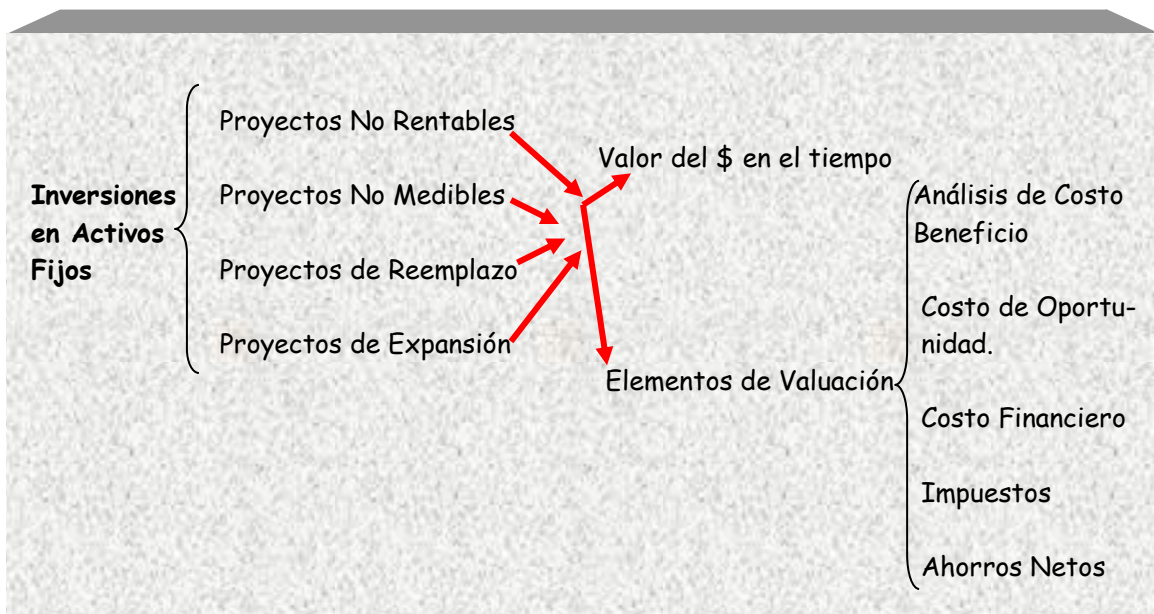 Inversiones
en Activos
Fijos
Proyectos No Rentables
Proyectos No Medibles
Proyectos de Reemplazo
Proyectos de Expansión
Valor del $ en el tiempo
Elementos de Valuación
Análisis de Costo
Beneficio
Costo de Oportu-
nidad.
Costo Financiero
Impuestos
Ahorros Netos